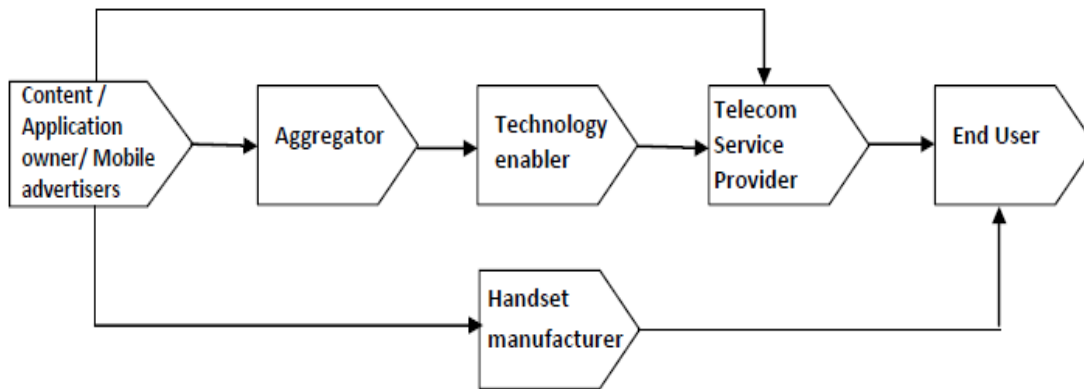 Content /
Application
owner/ Mobile
advertisers
Aggregator
Technology
enabler
Telecom
Service
Provider
End User
Handset
manufacturer